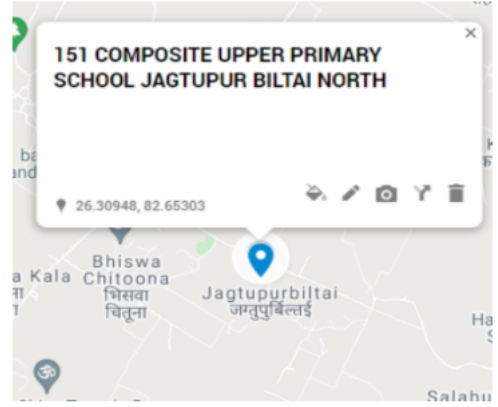 151 COMPOSITE UPPER PRIMARY
SCHOOL JAGTUPUR BILTAI NORTH
26.30948, 82.65303
Bhiswa
Chitoona
भिसवा
चितूना
Kala
Jagtupurbiltai
जगतुपुर्बिल्तई
Salahu